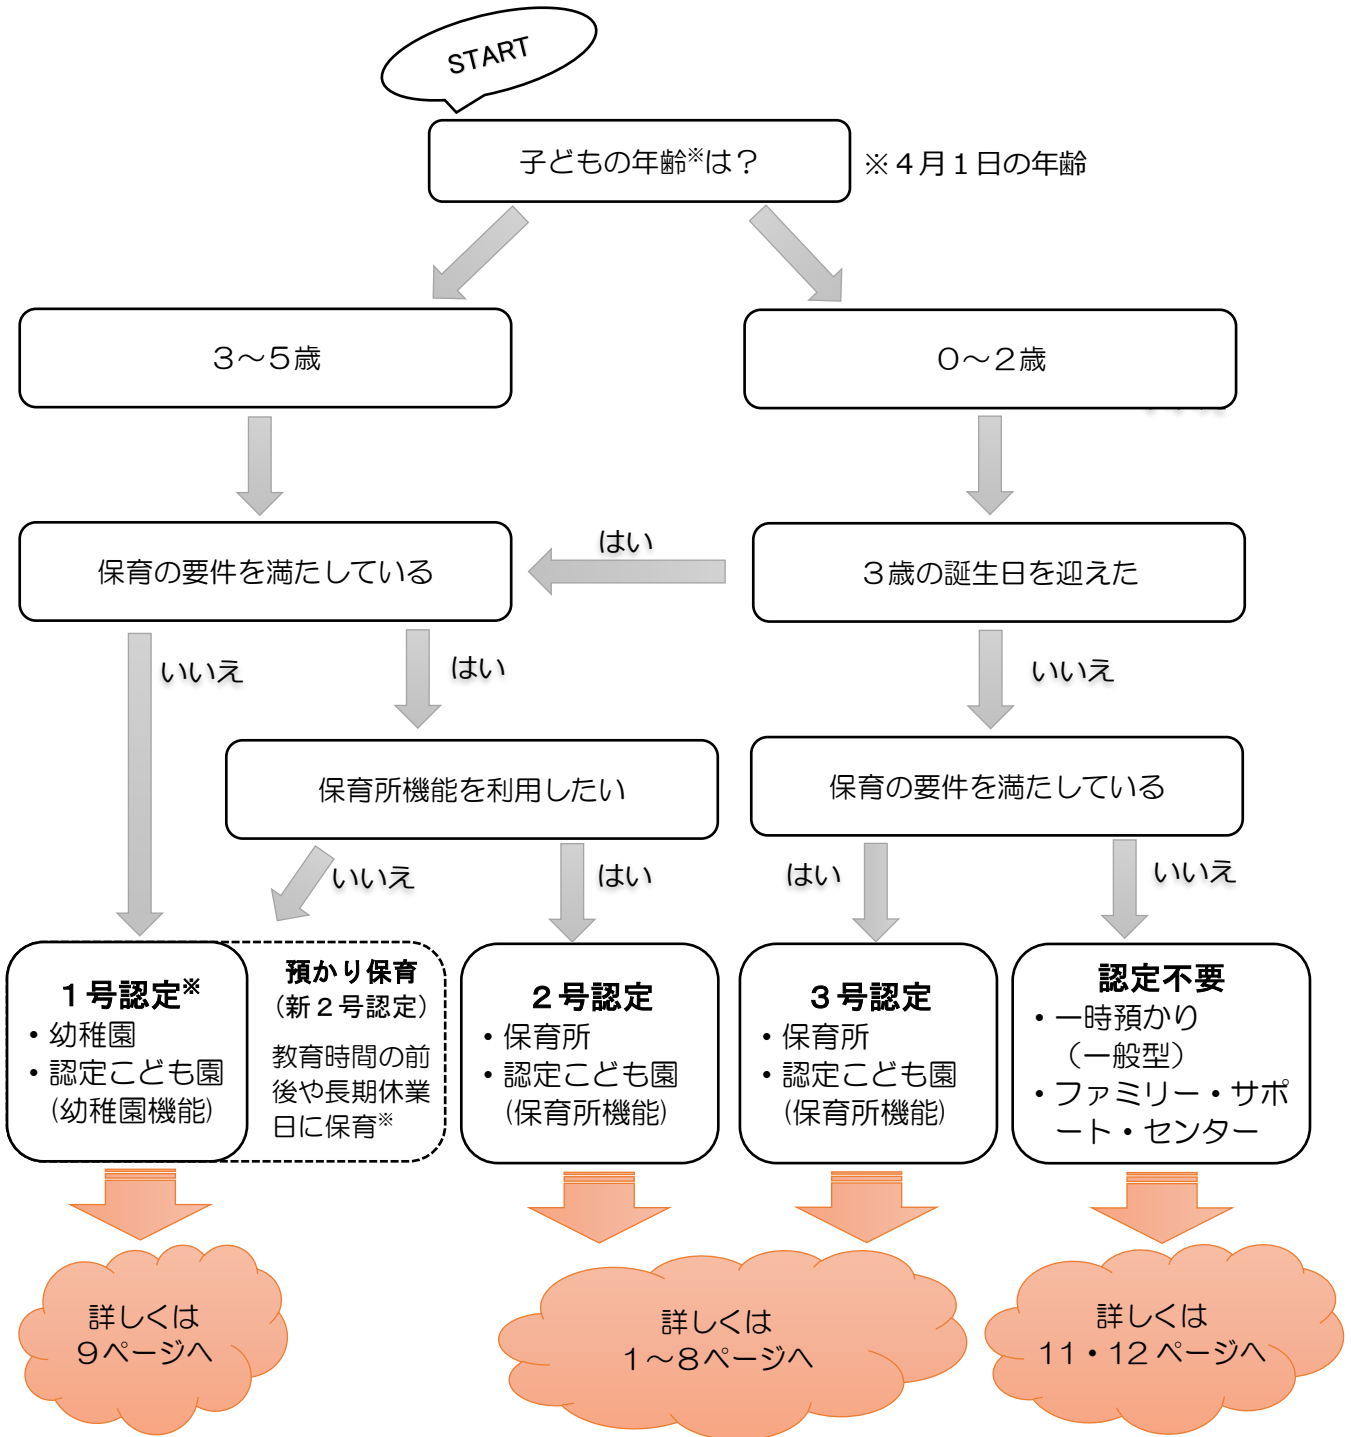 START
子どもの年齢※は？
※４月１日の年齢
３～５歳
０～２歳
保育の要件を満たしている
はい
３歳の誕生日を迎えた
いいえ
はい
いいえ
保育所機能を利用したい
保育の要件を満たしている
いいえ
はい
はい
いいえ
１号認定※
・幼稚園
・認定こども園
(幼稚園機能)
預かり保育
（新２号認定）
教育時間の前
後や長期休業
日に保育※
２号認定
・保育所
・認定こども園
(保育所機能)
３号認定
・保育所
・認定こども園
(保育所機能)
認定不要
・一時預かり
（一般型）
・ファミリー・サポ
ート・センター
詳しくは
９ページへ
詳しくは
１～８ページへ
詳しくは
11・12 ページへ